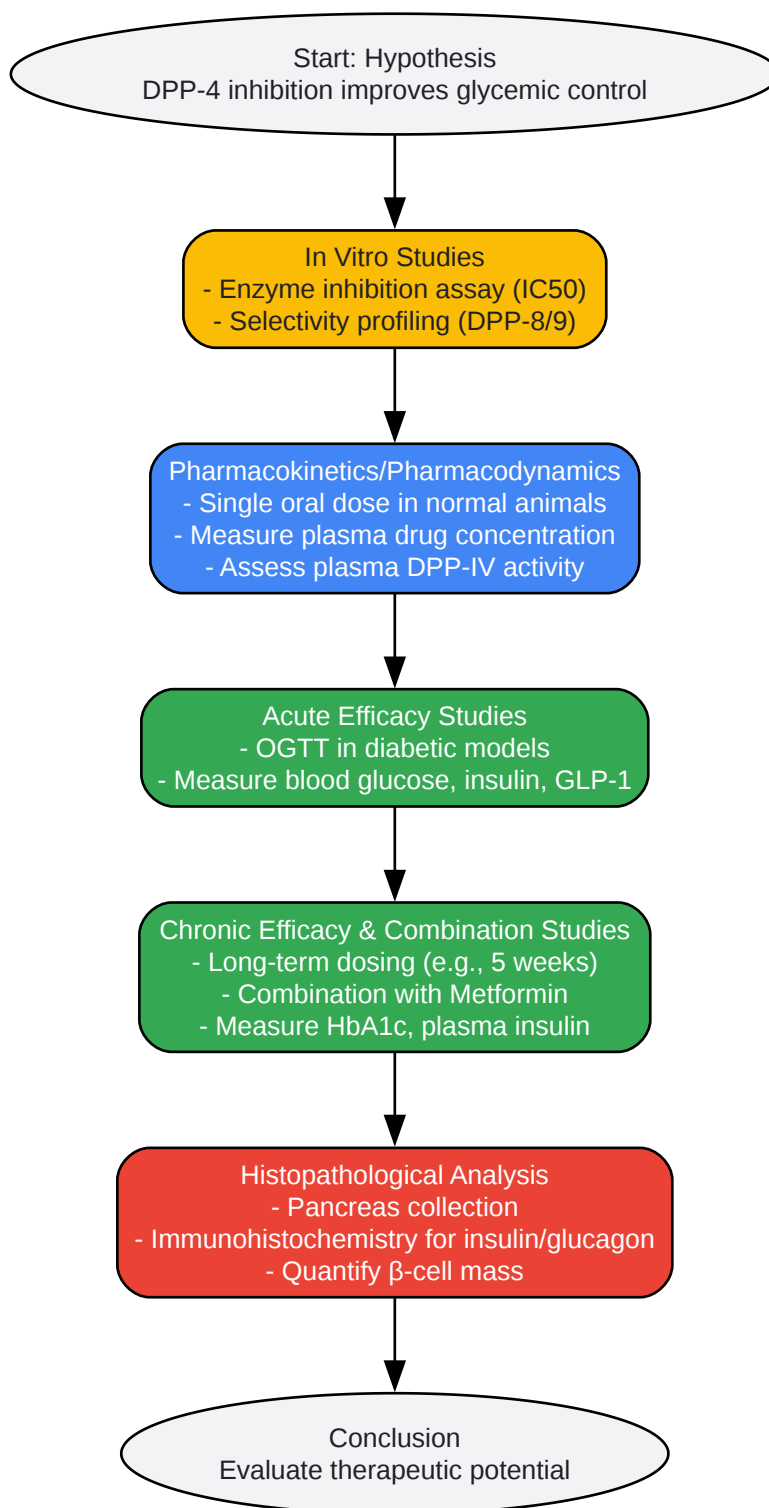 Start: Hypothesis
DPP-4 inhibition improves glycemic control
In Vitro Studies
- Enzyme inhibition assay (IC50)
- Selectivity profiling (DPP-8/9)
Pharmacokinetics/Pharmacodynamics
- Single oral dose in normal animals
- Measure plasma drug concentration
- Assess plasma DPP-IV activity
Acute Efficacy Studies
- OGTT in diabetic models
- Measure blood glucose, insulin, GLP-1
Chronic Efficacy & Combination Studies
- Long-term dosing (e.g., 5 weeks)
- Combination with Metformin
- Measure HbA1c, plasma insulin
Histopathological Analysis
- Pancreas collection
- Immunohistochemistry for insulin/glucagon
- Quantify β-cell mass
Conclusion
Evaluate therapeutic potential